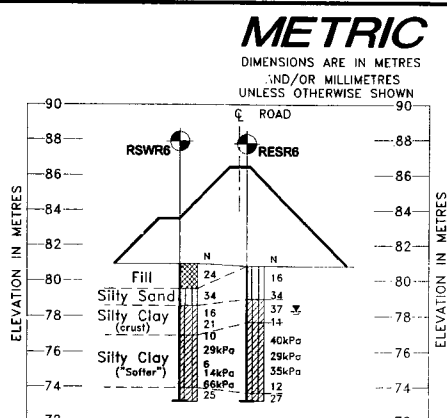 METRIC
DIMENSIONS ARE IN METRES
AND/OR MILLIMETRES
UNLESS OTHERWISE SHOWN
90 90
℄ ROAD
88 RSWR6 RESR6 88
86 86
84 84
82 82
ELEVATION IN METRES
ELEVATION IN METRES
N N
80 Fill 24 16 80
Silty Sand 34 34
78 Silty Clay 16 37 78
(crust) 21 14
10 40kPa
76 Silty Clay 29kPa 29kPa 76
("Softer") 6 35kPa
14kPa
74 66kPa 12 74
25 27